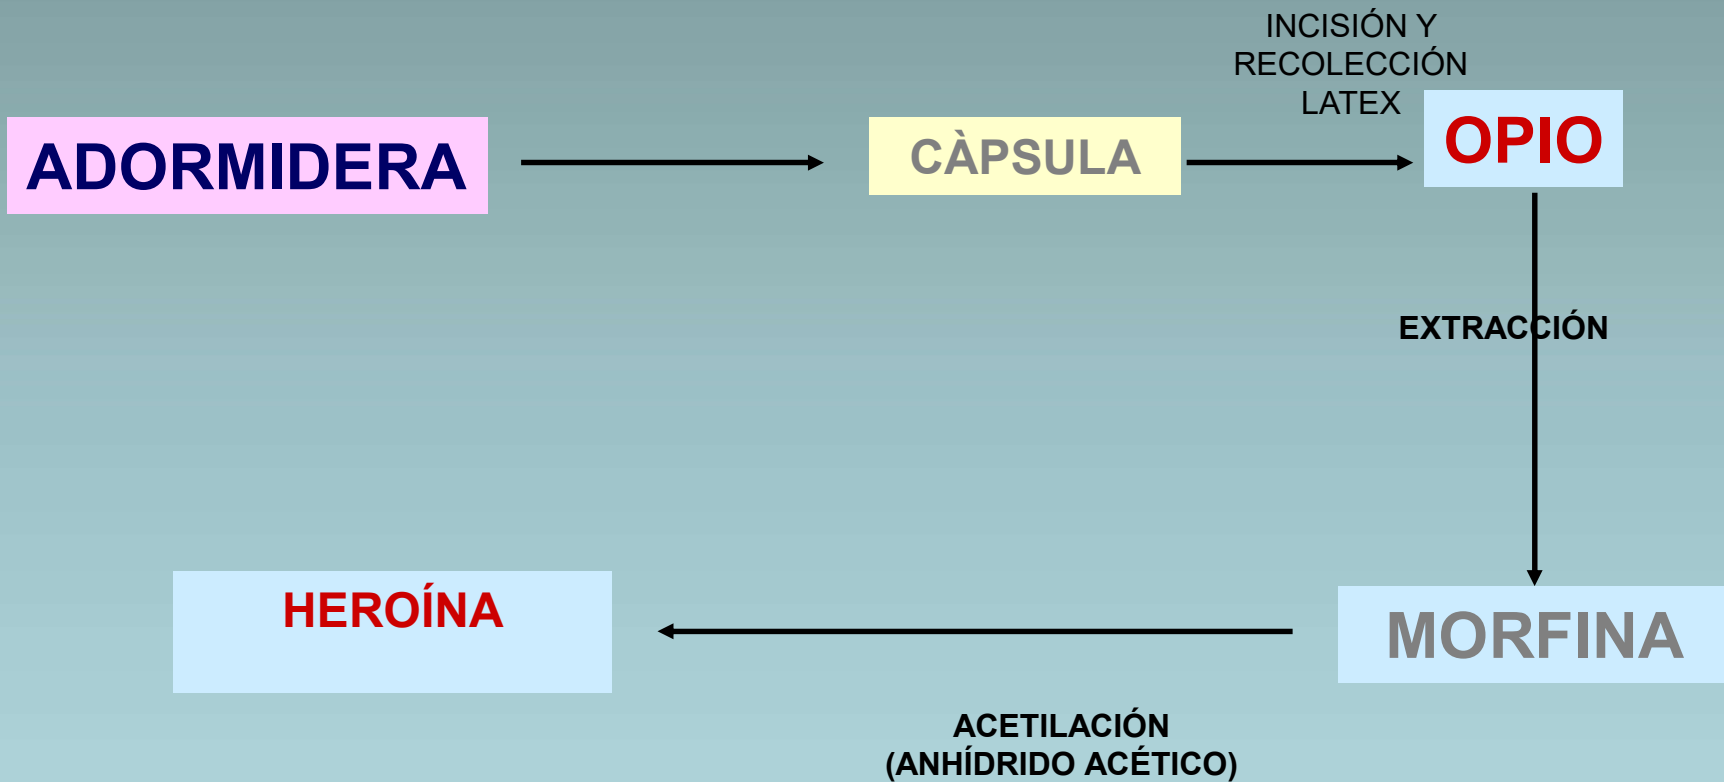 INCISIÓN Y
RECOLECCIÓN
LATEX
ADORMIDERA
CÀPSULA
OPIO
EXTRACCIÓN
HEROÍNA
MORFINA
ACETILACIÓN
(ANHÍDRIDO ACÉTICO)